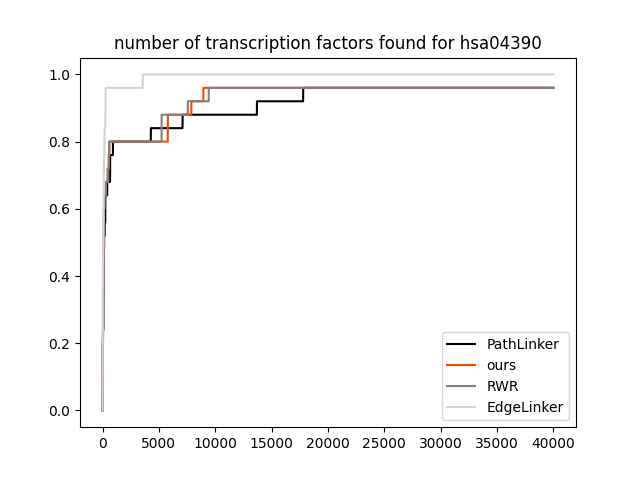 number of transcription factors found for hsa04390
1.0
0.8
0.6
0.4
0.2
0.0
0 5000 10000 15000 20000 25000 30000 35000 40000
PathLinker
ours
RWR
EdgeLinker